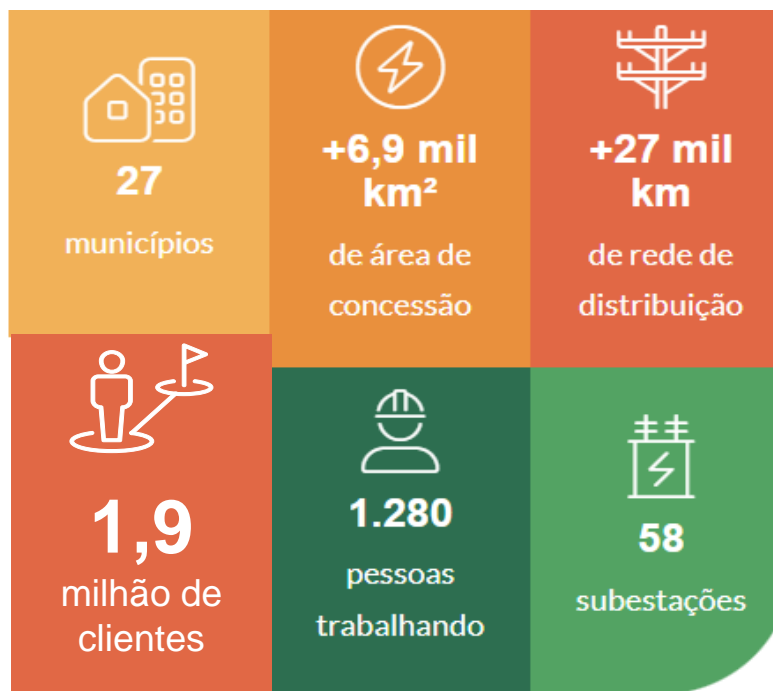 27
municípios
+6,9 mil
km²
de área de
concessão
+27 mil
km
de rede de
distribuição
1,9
milhão de
clientes
1.280
pessoas
trabalhando
58
subestações